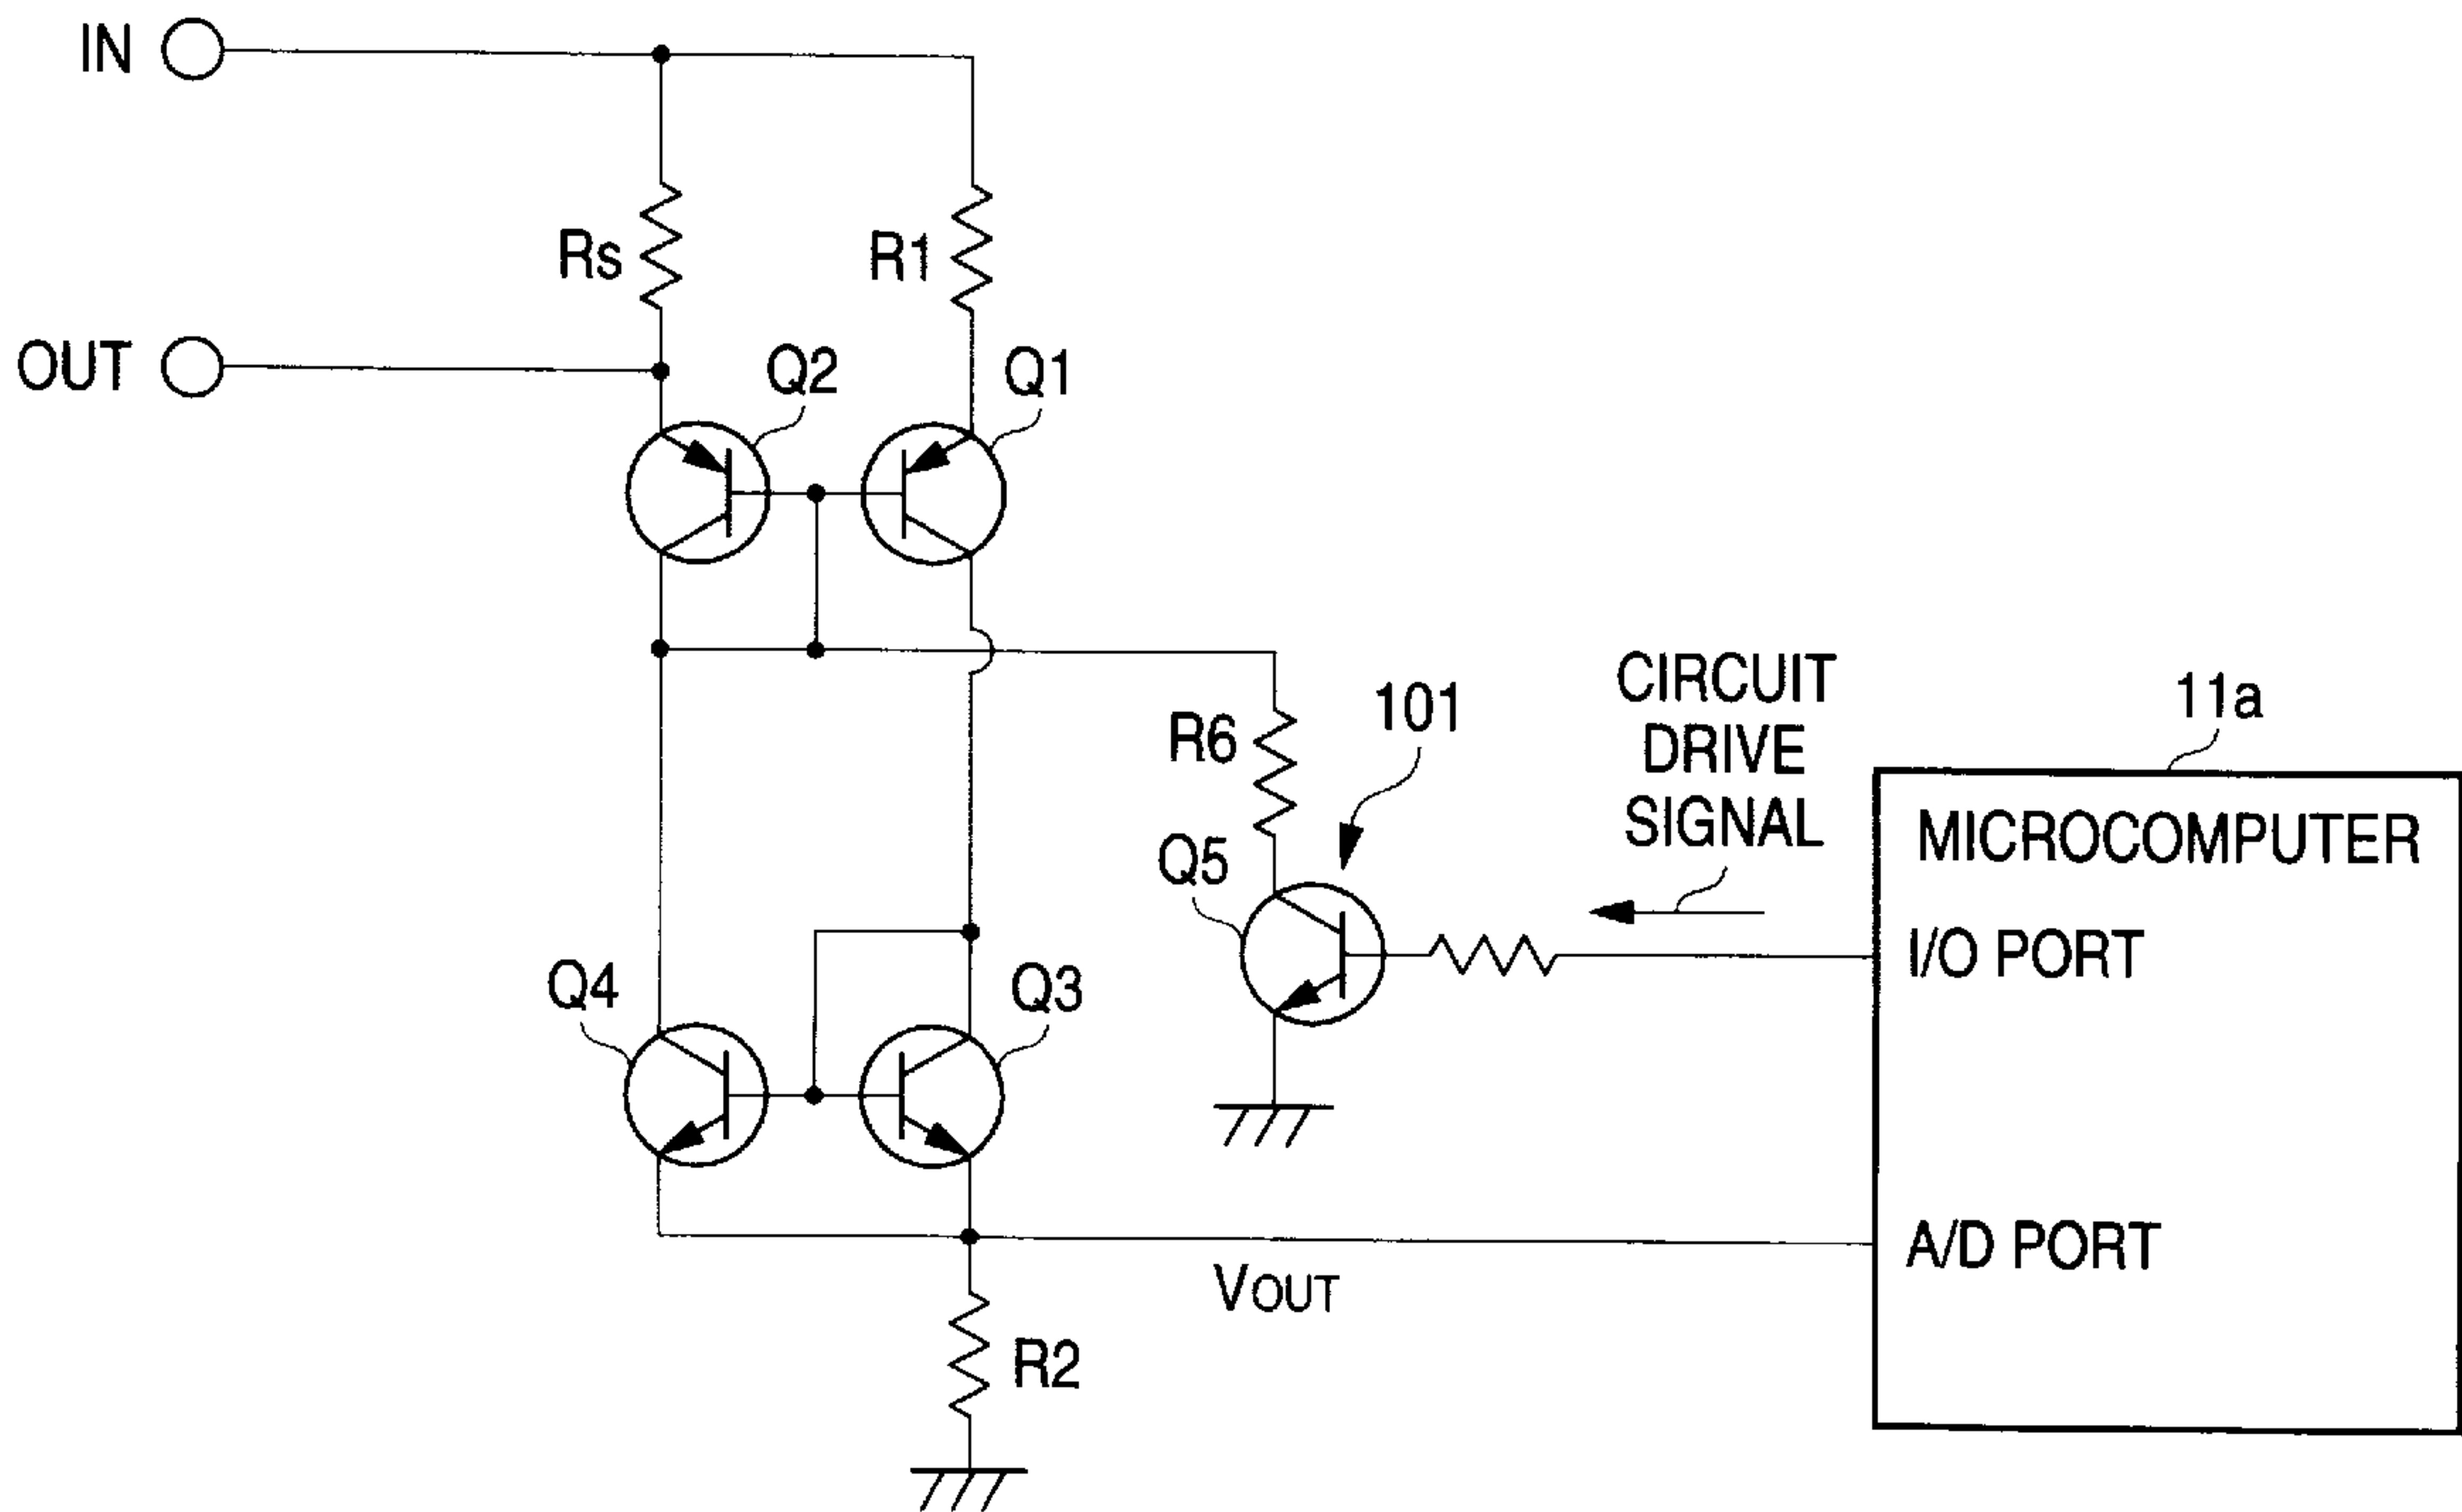 IN
Rs
R1
OUT
Q2
Q1
CIRCUIT
DRIVE
SIGNAL
11a
R6
101
MICROCOMPUTER
Q5
I/O PORT
Q4
Q3
A/D PORT
VOUT
R2